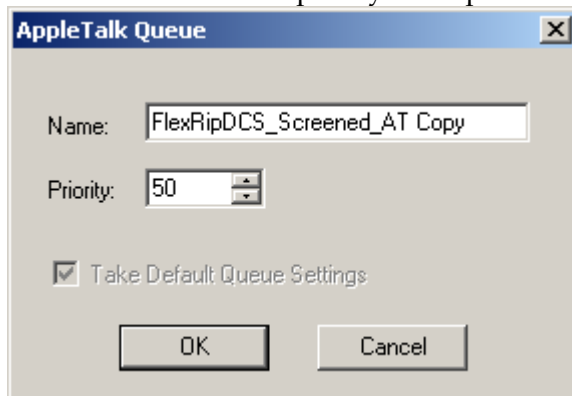 AppleTalk Queue
Name: FlexRipDCS_Screened_AT Copy
Priority: 50
Take Default Queue Settings
OK Cancel